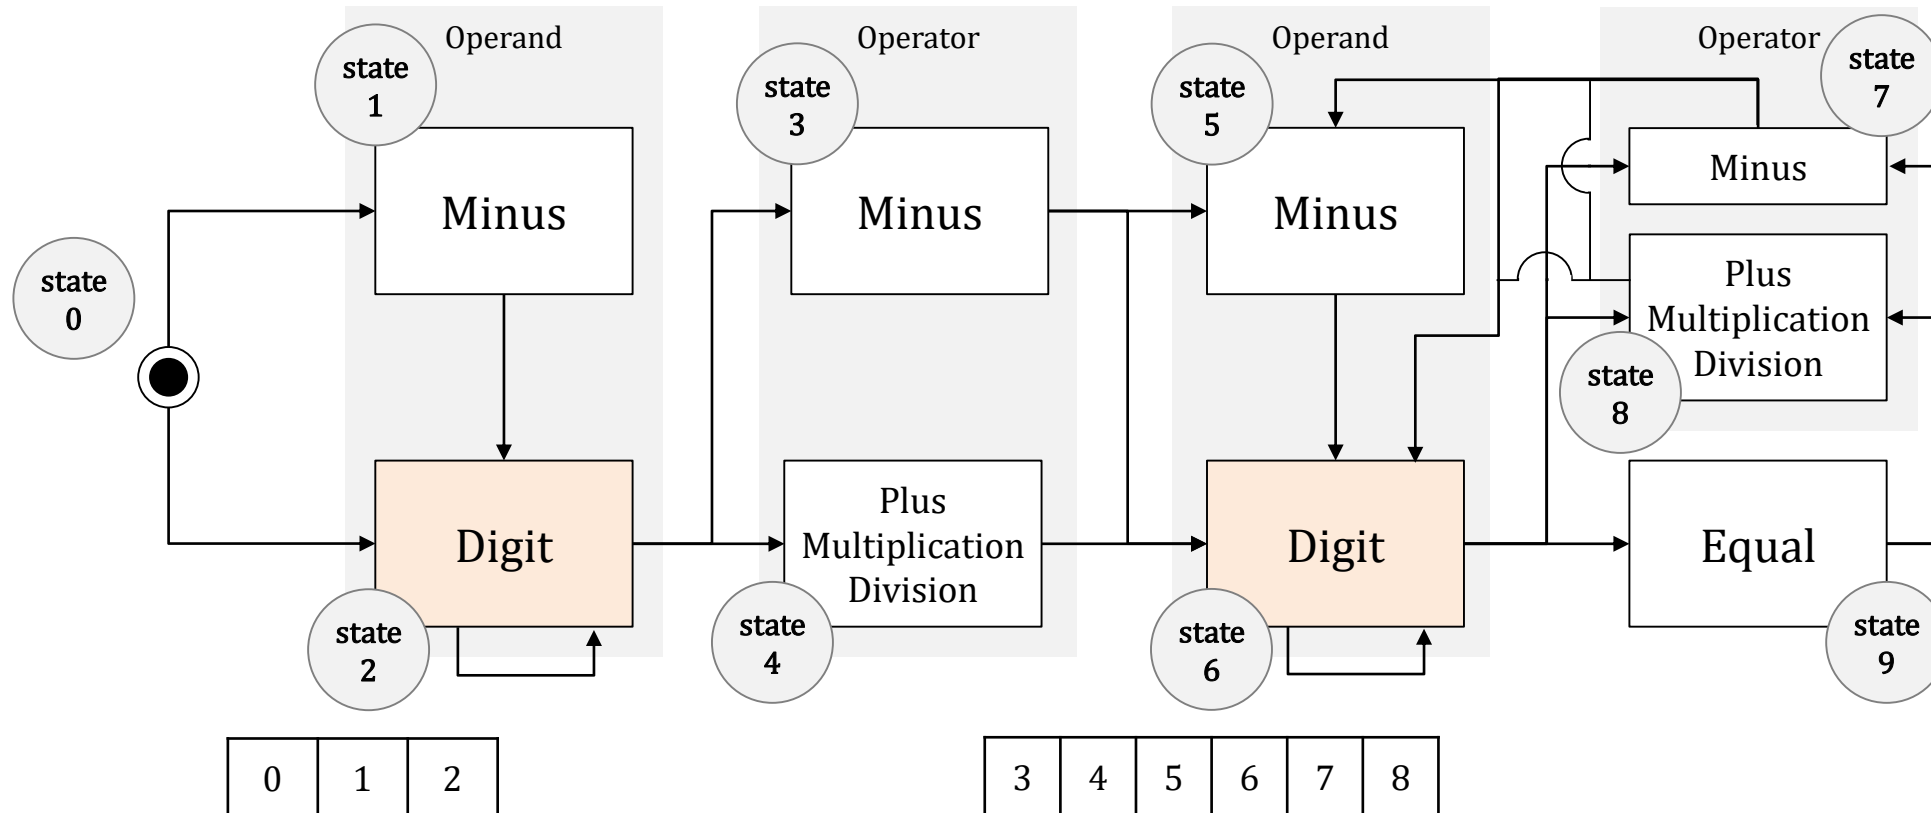 Operand
Operator
Operand
Operator
state
1
state
3
state
5
state
7
Minus
Minus
Minus
Minus
state
0
Plus
Multiplication
Division
state
8
Digit
Plus
Multiplication
Division
Digit
Equal
state
2
state
4
state
6
state
9
0 1 2
3 4 5 6 7 8